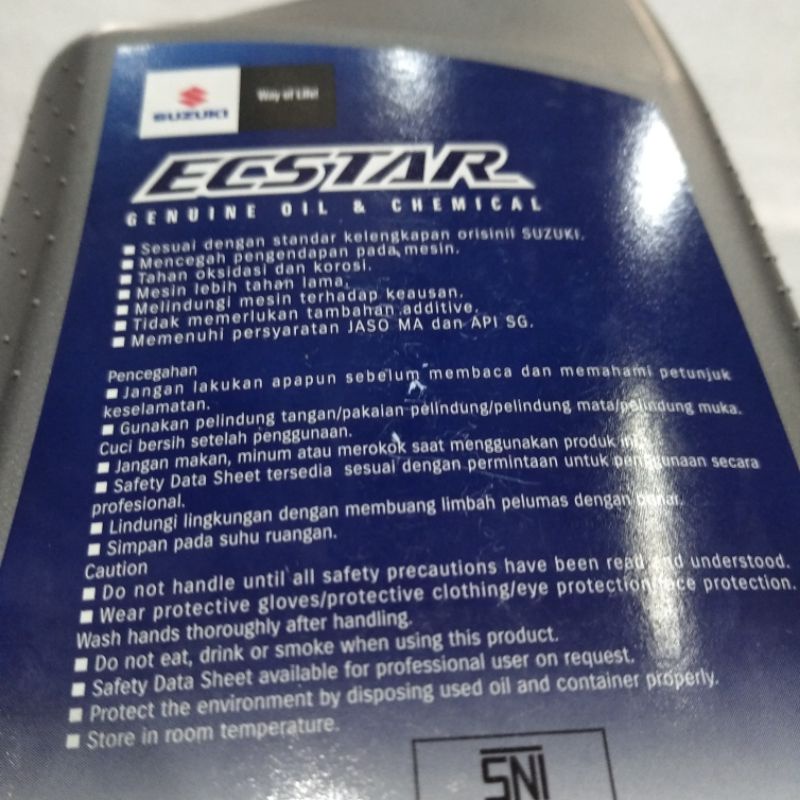 SUZUKI
Way of Life!
ECSTAR
GENUINE OIL & CHEMICAL
■ Sesuai dengan standar kelengkapan orisinil SUZUKI.
■ Mencegah pengendapan pada mesin.
■ Tahan oksidasi dan korosi.
■ Mesin lebih tahan lama.
■ Melindungi mesin terhadap keausan.
■ Tidak memerlukan tambahan additive.
■ Memenuhi persyaratan JASO MA dan API SG.
Pencegahan
■ Jangan lakukan apapun sebelum membaca dan memahami petunjuk
keselamatan.
■ Gunakan pelindung tangan/pakaian pelindung/pelindung mata/pelindung muka.
Cuci bersih setelah penggunaan.
■ Jangan makan, minum atau merokok saat menggunakan produk ini.
■ Safety Data Sheet tersedia sesuai dengan permintaan untuk penggunaan secara
profesional.
■ Lindungi lingkungan dengan membuang limbah pelumas dengan benar.
■ Simpan pada suhu ruangan.
Caution
■ Do not handle until all safety precautions have been read and understood.
■ Wear protective gloves/protective clothing/eye protection/face protection.
Wash hands thoroughly after handling.
■ Do not eat, drink or smoke when using this product.
■ Safety Data Sheet available for professional user on request.
■ Protect the environment by disposing used oil and container properly.
■ Store in room temperature.
SNI